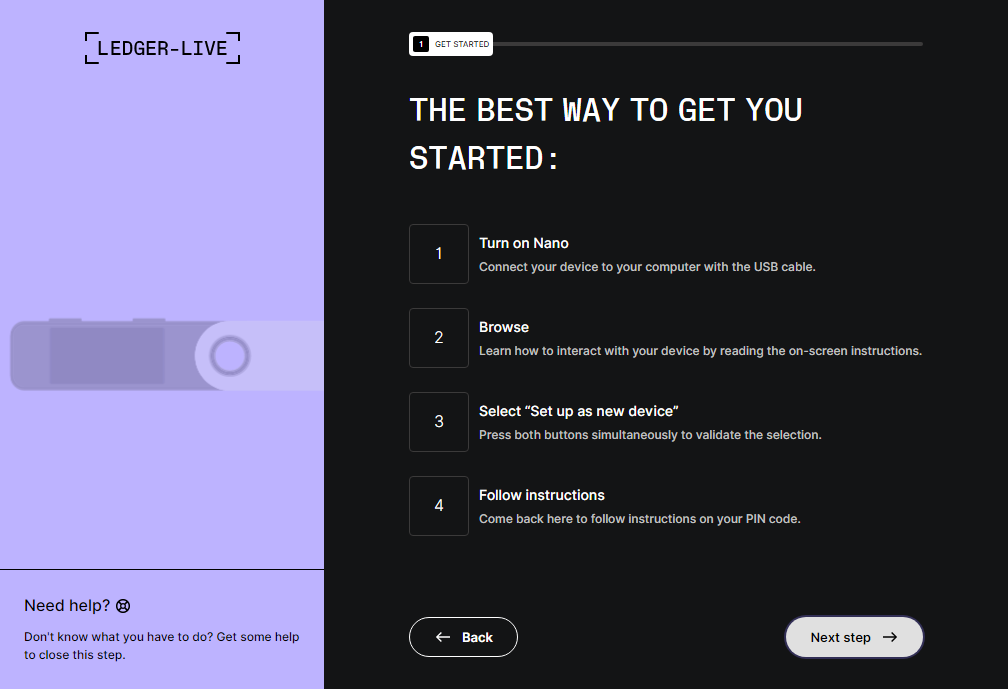 LEDGER-LIVE
1 GET STARTED
THE BEST WAY TO GET YOU
STARTED:
1
Turn on Nano
Connect your device to your computer with the USB cable.
2
Browse
Learn how to interact with your device by reading the on-screen instructions.
3
Select “Set up as new device”
Press both buttons simultaneously to validate the selection.
4
Follow instructions
Come back here to follow instructions on your PIN code.
Need help?
Don't know what you have to do? Get some help
to close this step.
Back
Next step